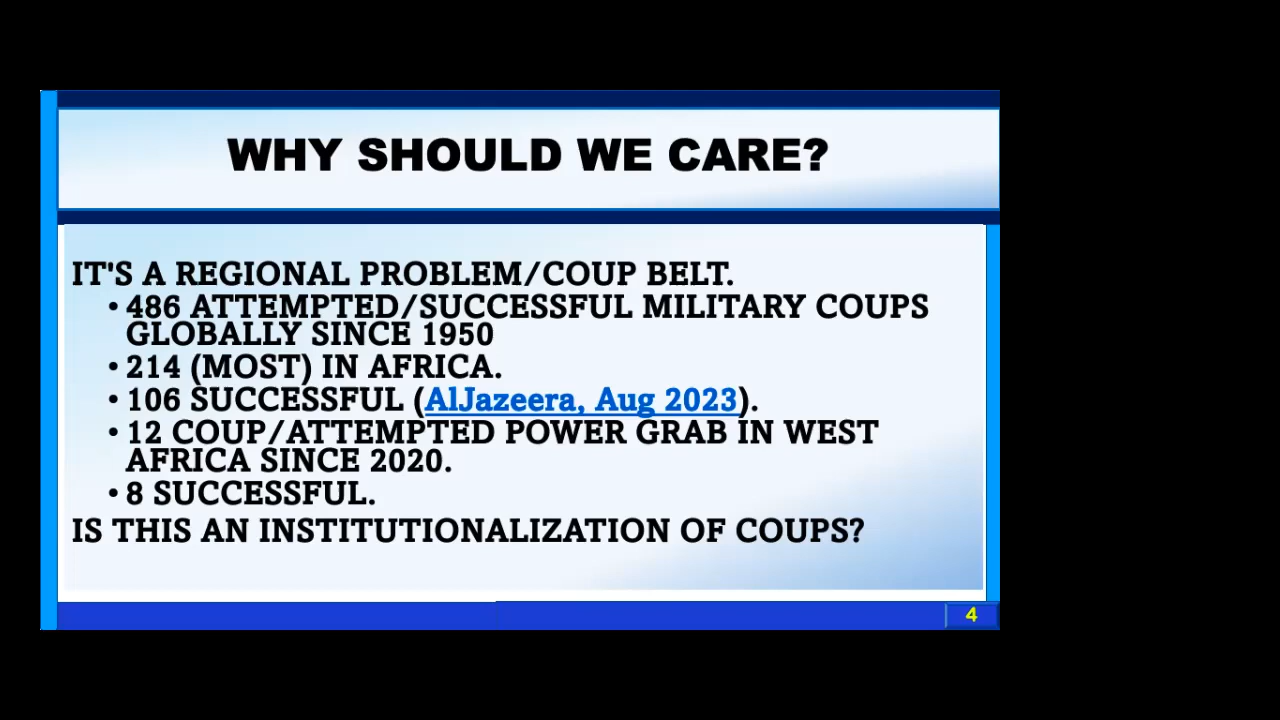 WHY SHOULD WE CARE?
IT'S A REGIONAL PROBLEM/COUP BELT.
• 486 ATTEMPTED/SUCCESSFUL MILITARY COUPS
GLOBALLY SINCE 1950
• 214 (MOST) IN AFRICA.
• 106 SUCCESSFUL (AlJazeera, Aug 2023).
• 12 COUP/ATTEMPTED POWER GRAB IN WEST
AFRICA SINCE 2020.
• 8 SUCCESSFUL.
IS THIS AN INSTITUTIONALIZATION OF COUPS?
4